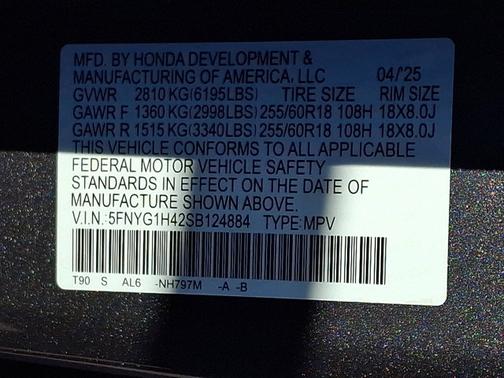 MFD. BY HONDA DEVELOPMENT &
MANUFACTURING OF AMERICA, LLC 04/'25
GVWR 2810 KG(6195LBS) TIRE SIZE RIM SIZE
GAWR F 1360 KG(2998LBS) 255/60R18 108H 18X8.0J
GAWR R 1515 KG(3340LBS) 255/60R18 108H 18X8.0J
THIS VEHICLE CONFORMS TO ALL APPLICABLE
FEDERAL MOTOR VEHICLE SAFETY
STANDARDS IN EFFECT ON THE DATE OF
MANUFACTURE SHOWN ABOVE.
V.I.N.: 5FNYG1H42SB124884 TYPE: MPV
T90 S AL6 -NH797M -A -B